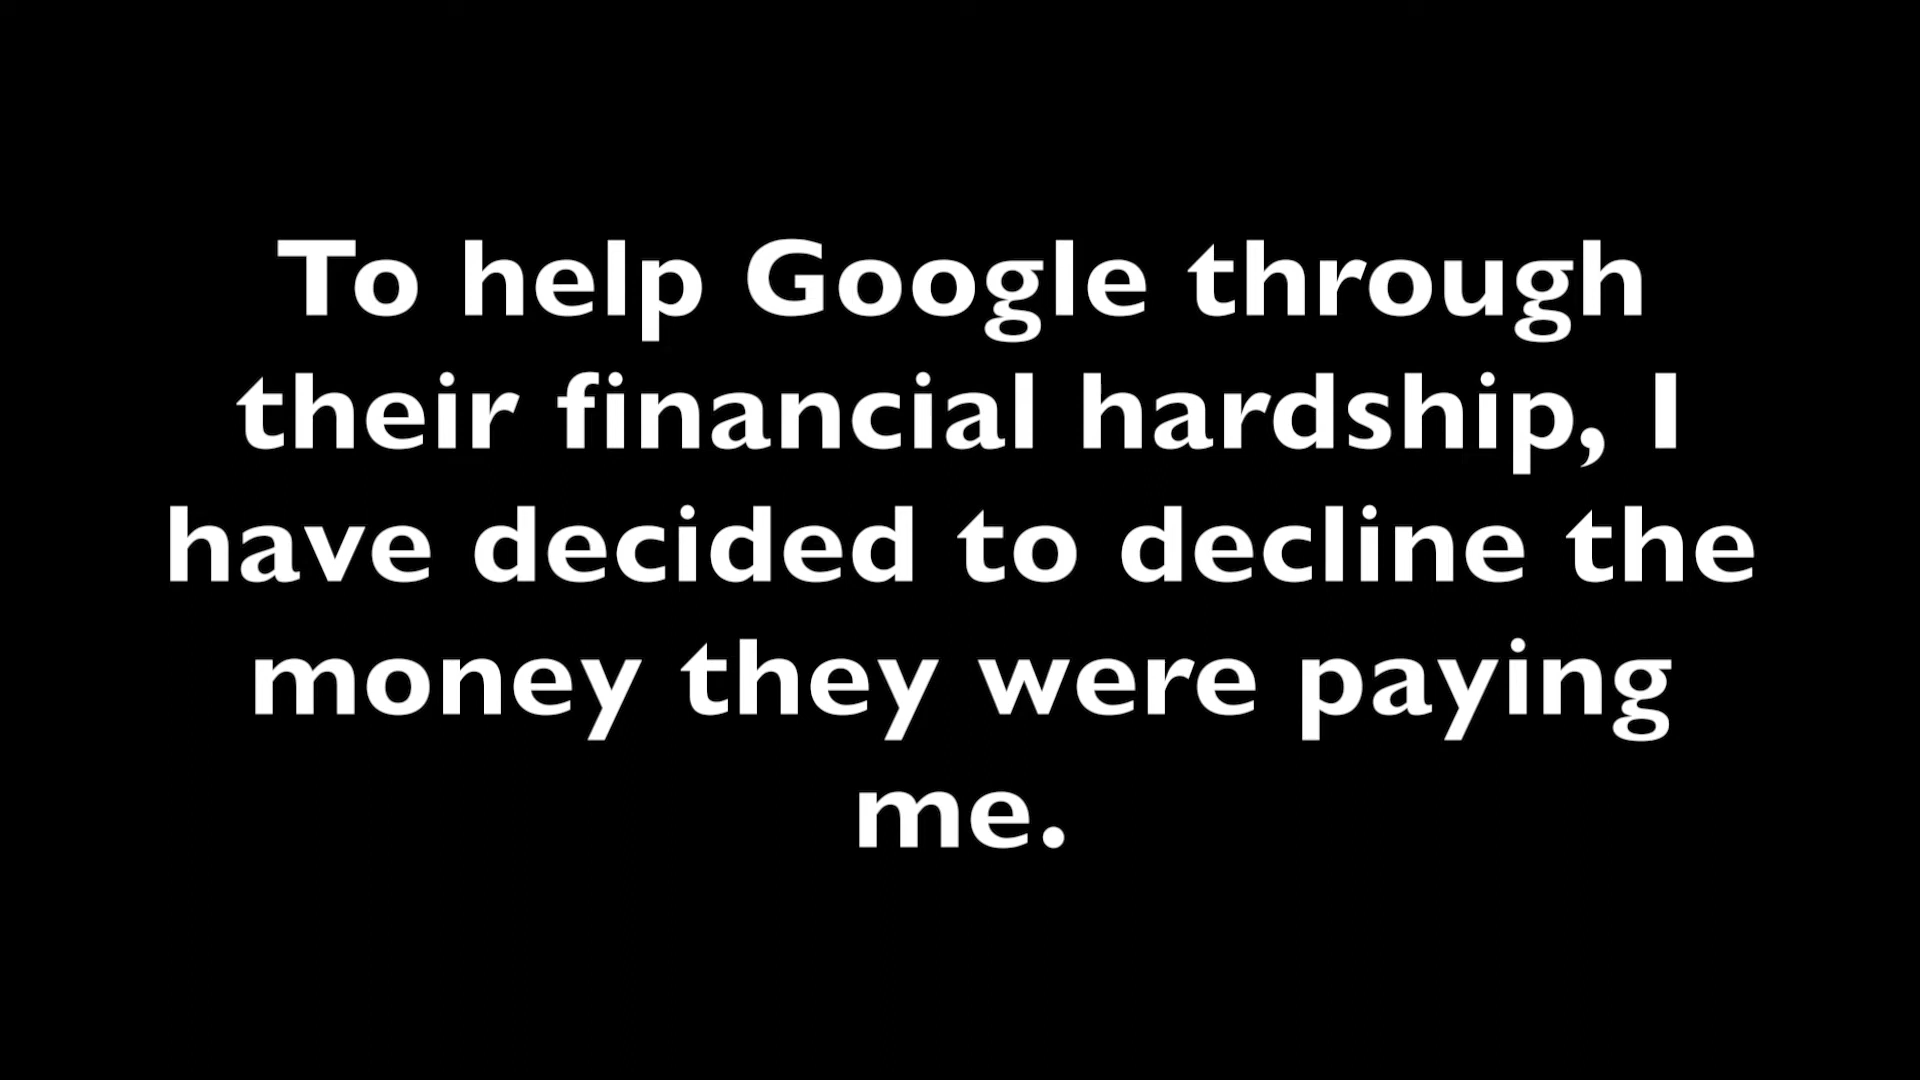 To help Google through
their financial hardship, I
have decided to decline the
money they were paying
me.